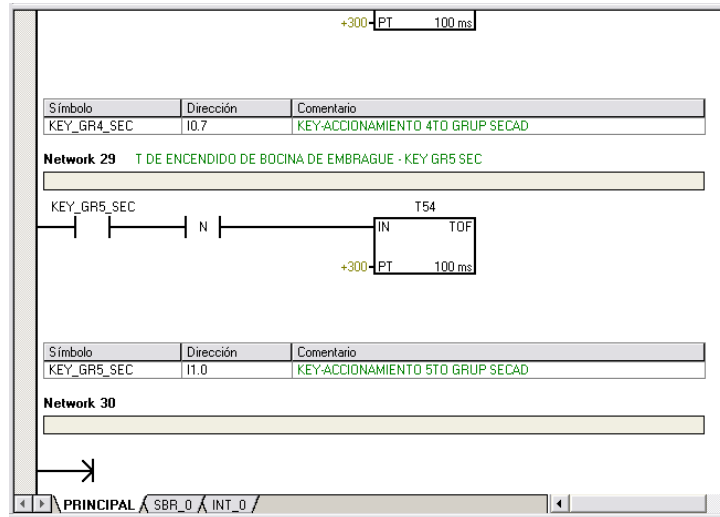 +300 PT 100 ms
Símbolo Dirección Comentario
KEY_GR4_SEC I0.7 KEY-ACCIONAMIENTO 4TO GRUP SECAD
Network 29 T DE ENCENDIDO DE BOCINA DE EMBRAGUE - KEY GR5 SEC
KEY_GR5_SEC T54
N IN TOF
+300 PT 100 ms
Símbolo Dirección Comentario
KEY_GR5_SEC I1.0 KEY-ACCIONAMIENTO 5TO GRUP SECAD
Network 30
PRINCIPAL SBR_0 INT_0